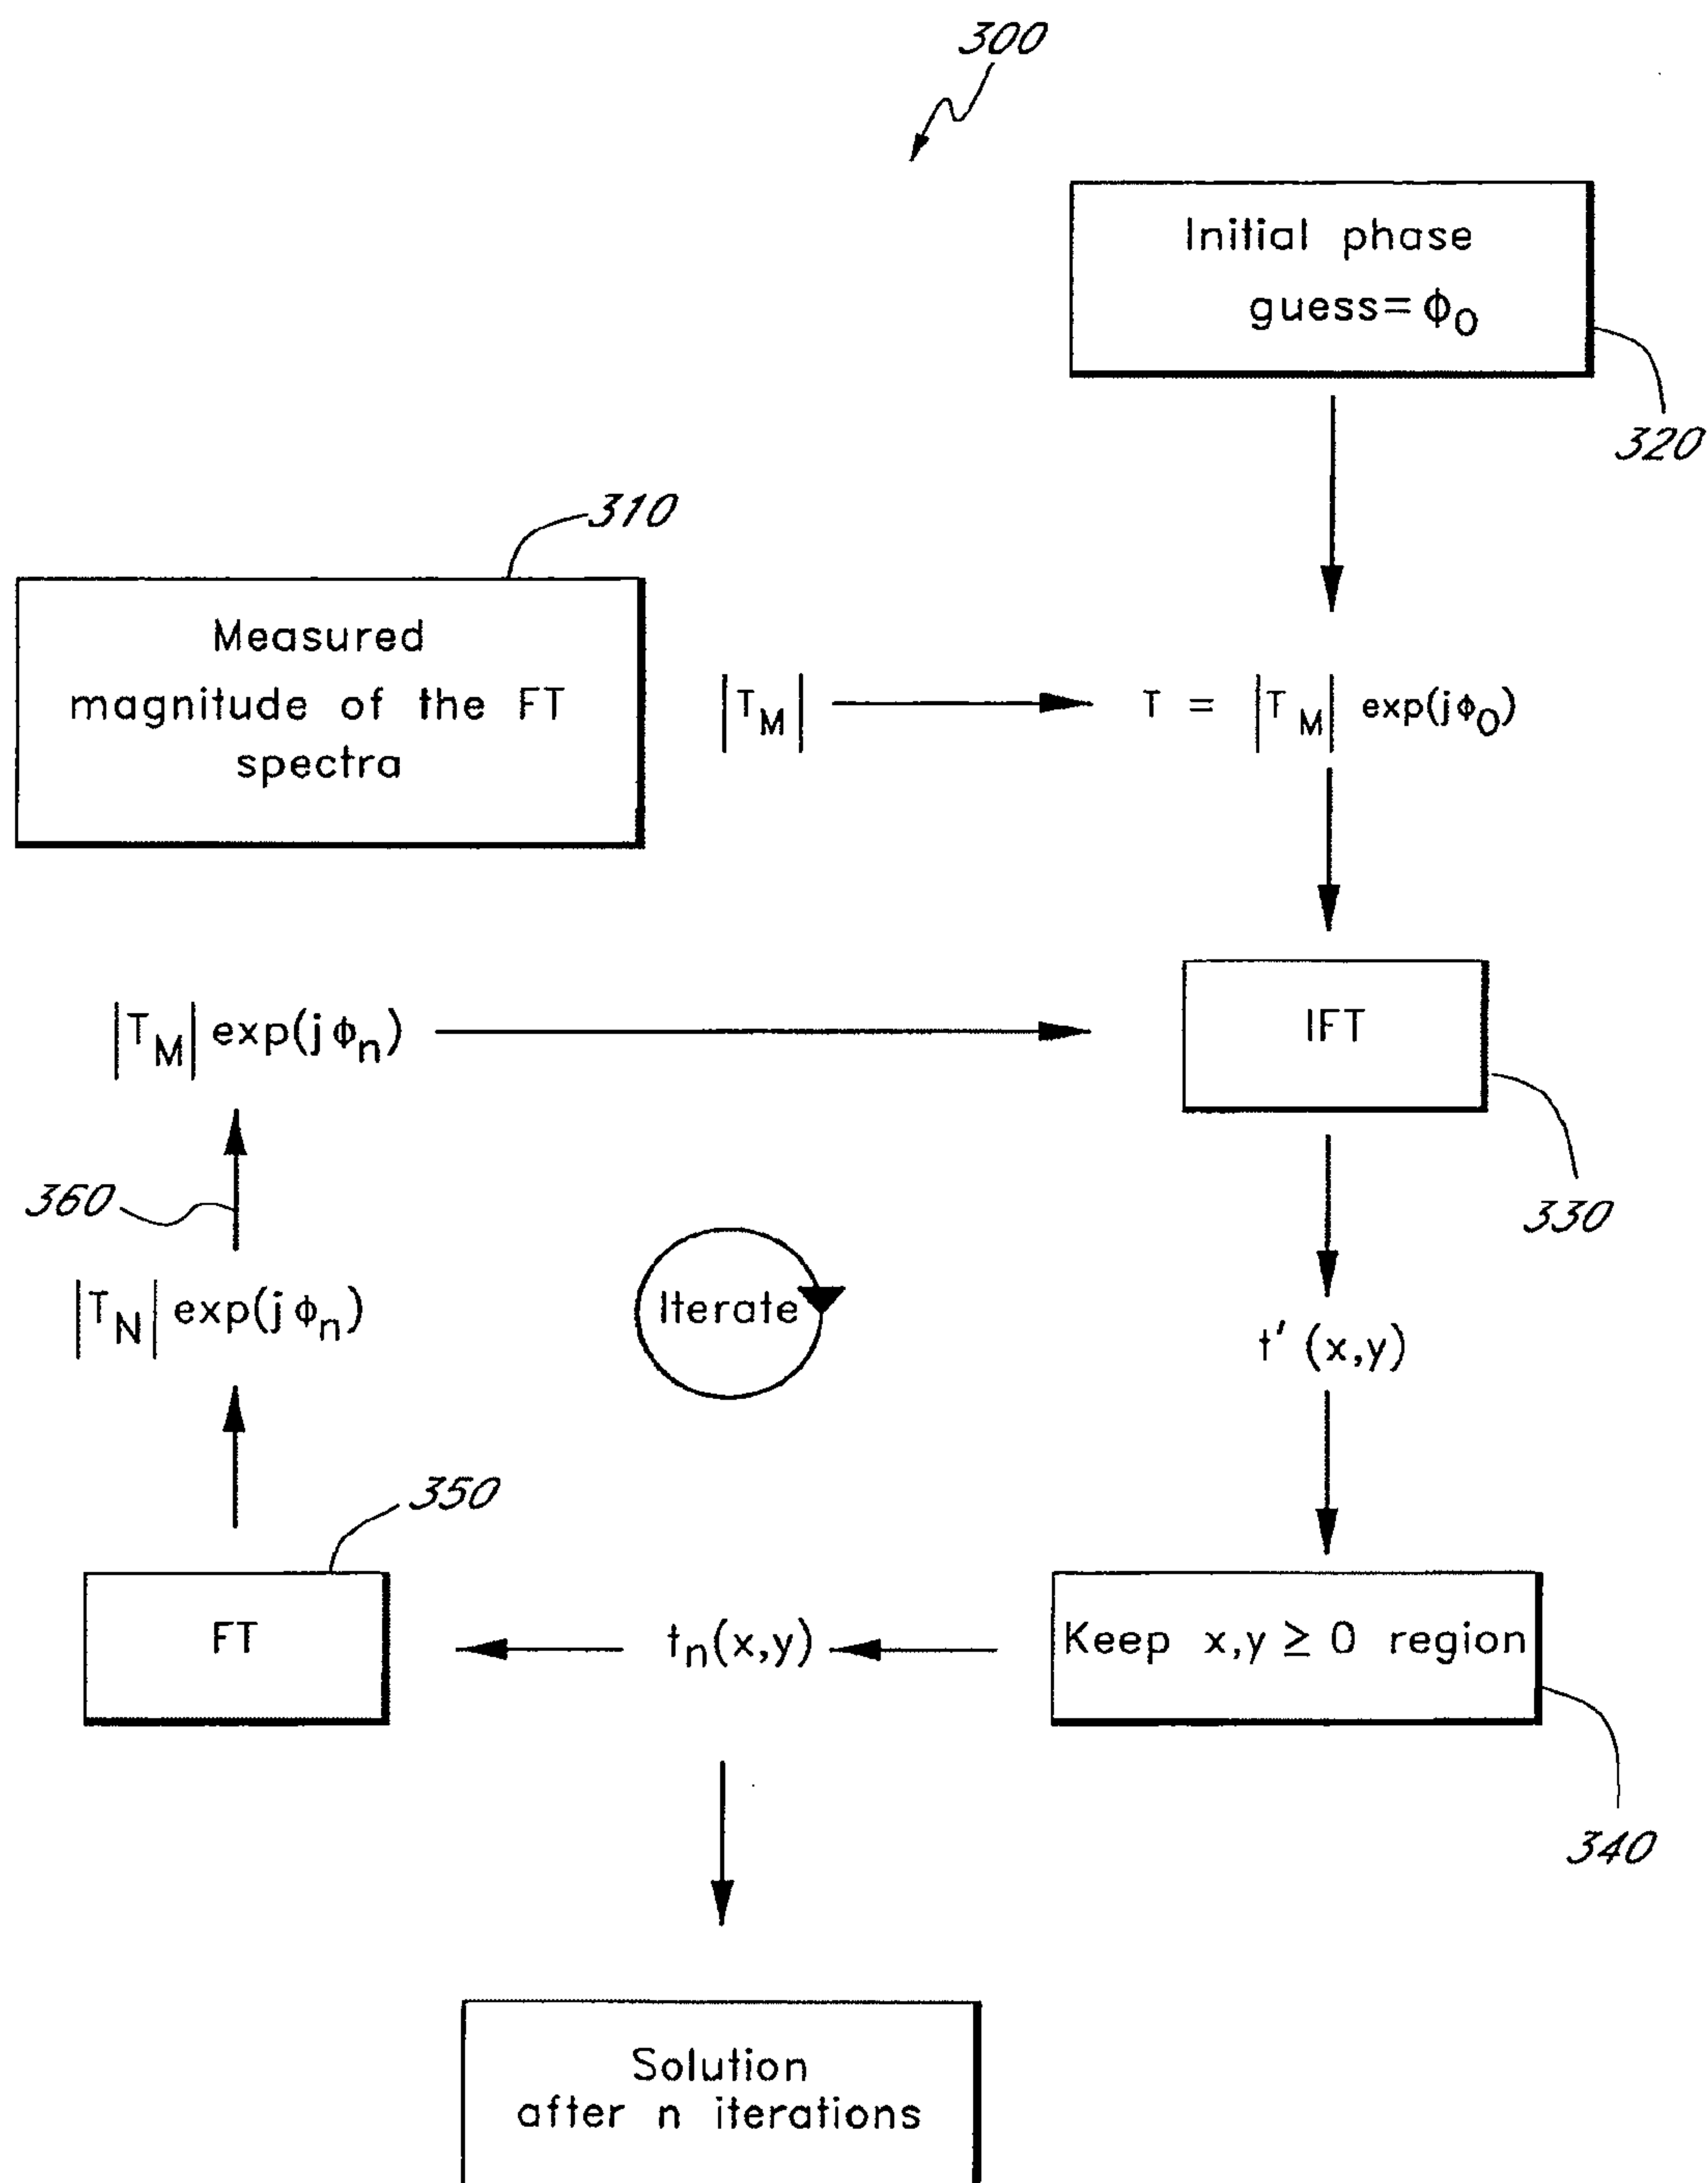 300
Initial phase
guess=ϕ0
320
310
Measured
magnitude of the FT
spectra
|TM|
T = |TM| exp(jϕ0)
|TM| exp(jϕn)
IFT
330
360
|TN| exp(jϕn)
Iterate
t'(x,y)
350
FT
tn(x,y)
Keep x,y ≥ 0 region
340
Solution
after n iterations